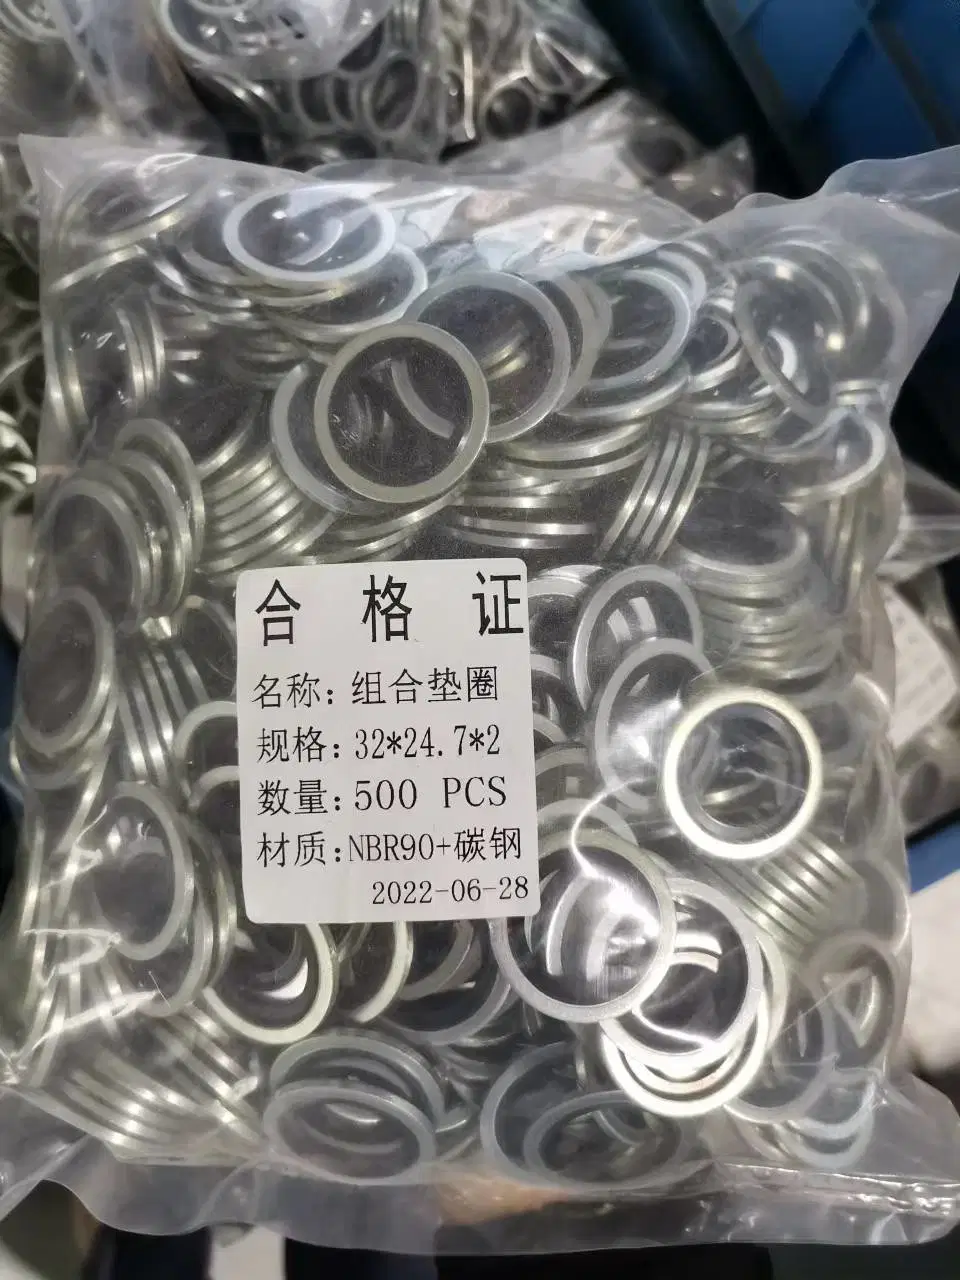 合格证
名称: 组合垫圈
规格: 32*24.7*2
数量: 500 PCS
材质: NBR90+碳钢
2022-06-28